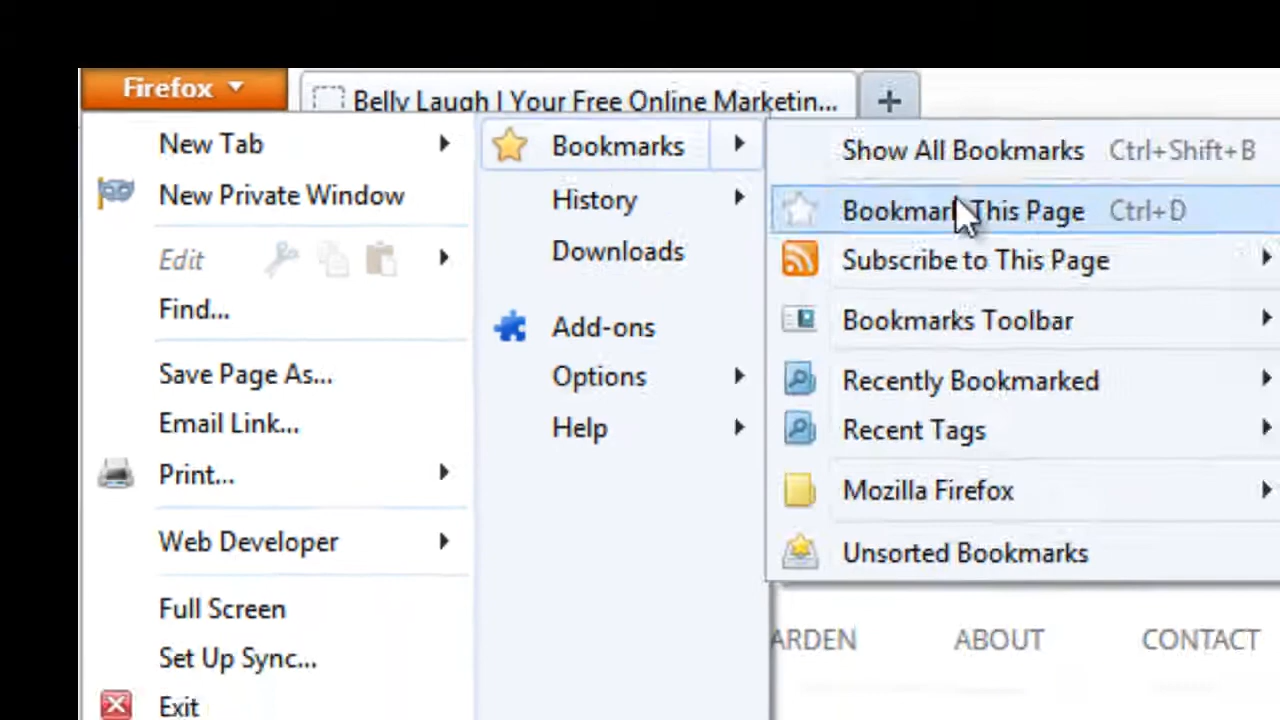 Firefox
Belly Laugh | Your Free Online Marketin...
New Tab
New Private Window
Edit
Find...
Save Page As...
Email Link...
Print...
Web Developer
Full Screen
Set Up Sync...
Exit
Bookmarks
History
Downloads
Add-ons
Options
Help
Show All Bookmarks Ctrl+Shift+B
Bookmark This Page Ctrl+D
Subscribe to This Page
Bookmarks Toolbar
Recently Bookmarked
Recent Tags
Mozilla Firefox
Unsorted Bookmarks
ARDEN ABOUT CONTACT